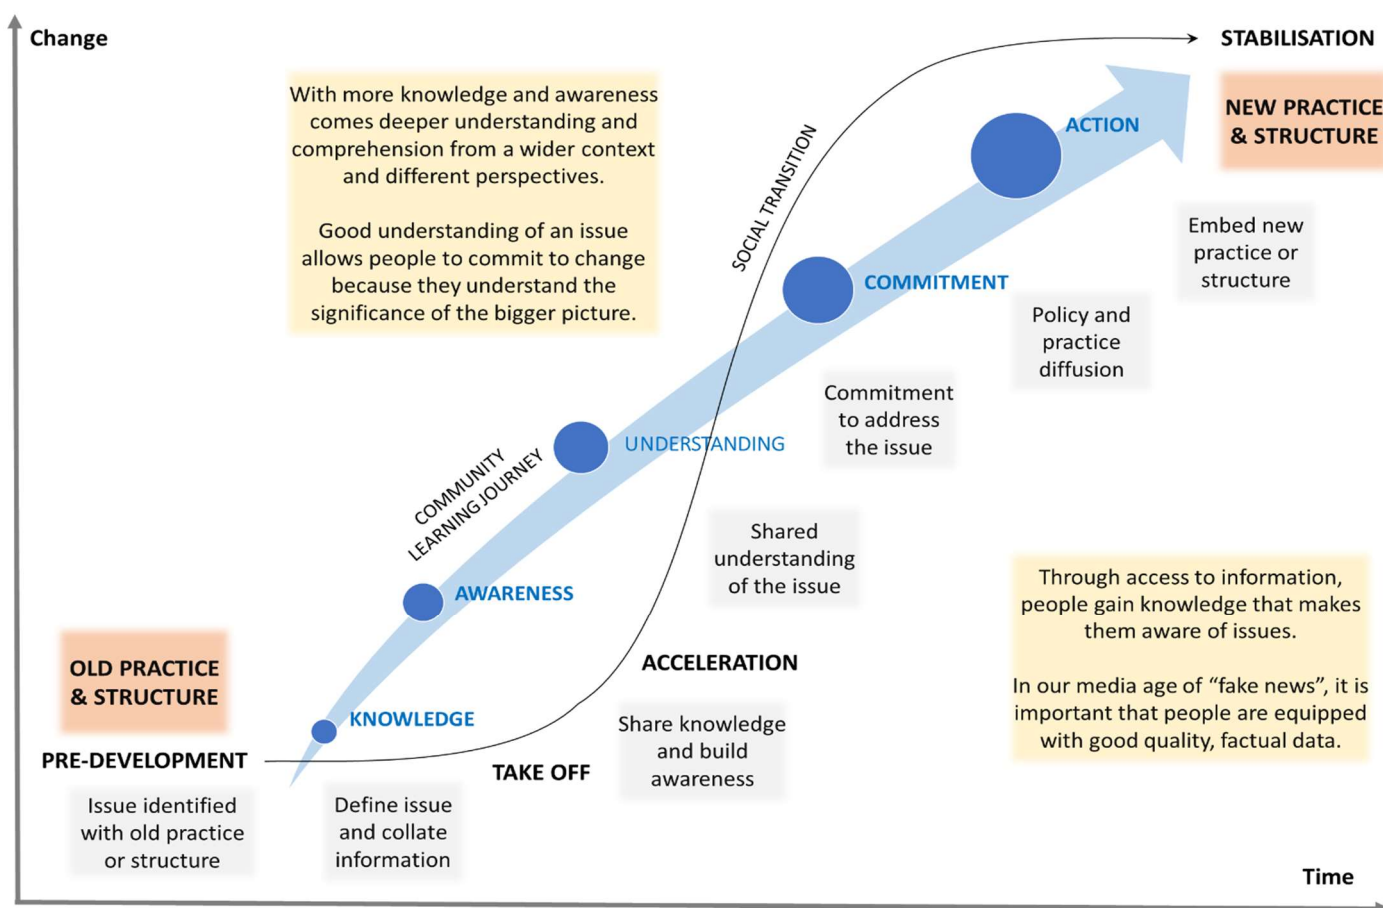 Change
STABILISATION
NEW PRACTICE
& STRUCTURE
With more knowledge and awareness
comes deeper understanding and
comprehension from a wider context
and different perspectives.
Good understanding of an issue
allows people to commit to change
because they understand the
significance of the bigger picture.
SOCIAL TRANSITION
ACTION
Embed new
practice or
structure
COMMITMENT
Policy and
practice
diffusion
Commitment
to address
the issue
UNDERSTANDING
COMMUNITY
LEARNING JOURNEY
Shared
understanding
of the issue
AWARENESS
Through access to information,
people gain knowledge that makes
them aware of issues.
In our media age of “fake news”, it is
important that people are equipped
with good quality, factual data.
OLD PRACTICE
& STRUCTURE
ACCELERATION
KNOWLEDGE
Share knowledge
and build
awareness
PRE-DEVELOPMENT
TAKE OFF
Issue identified
with old practice
or structure
Define issue
and collate
information
Time